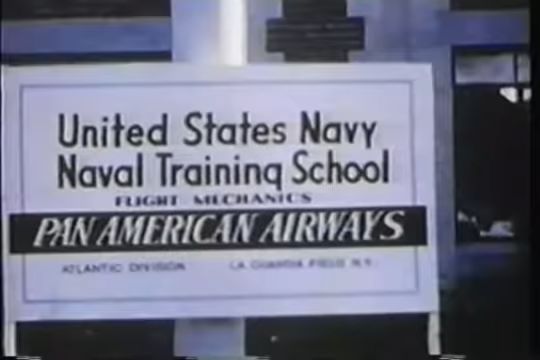 United States Navy
Naval Training School
FLIGHT MECHANICS
PAN AMERICAN AIRWAYS
ATLANTIC DIVISION LA GUARDIA FIELD N.Y.